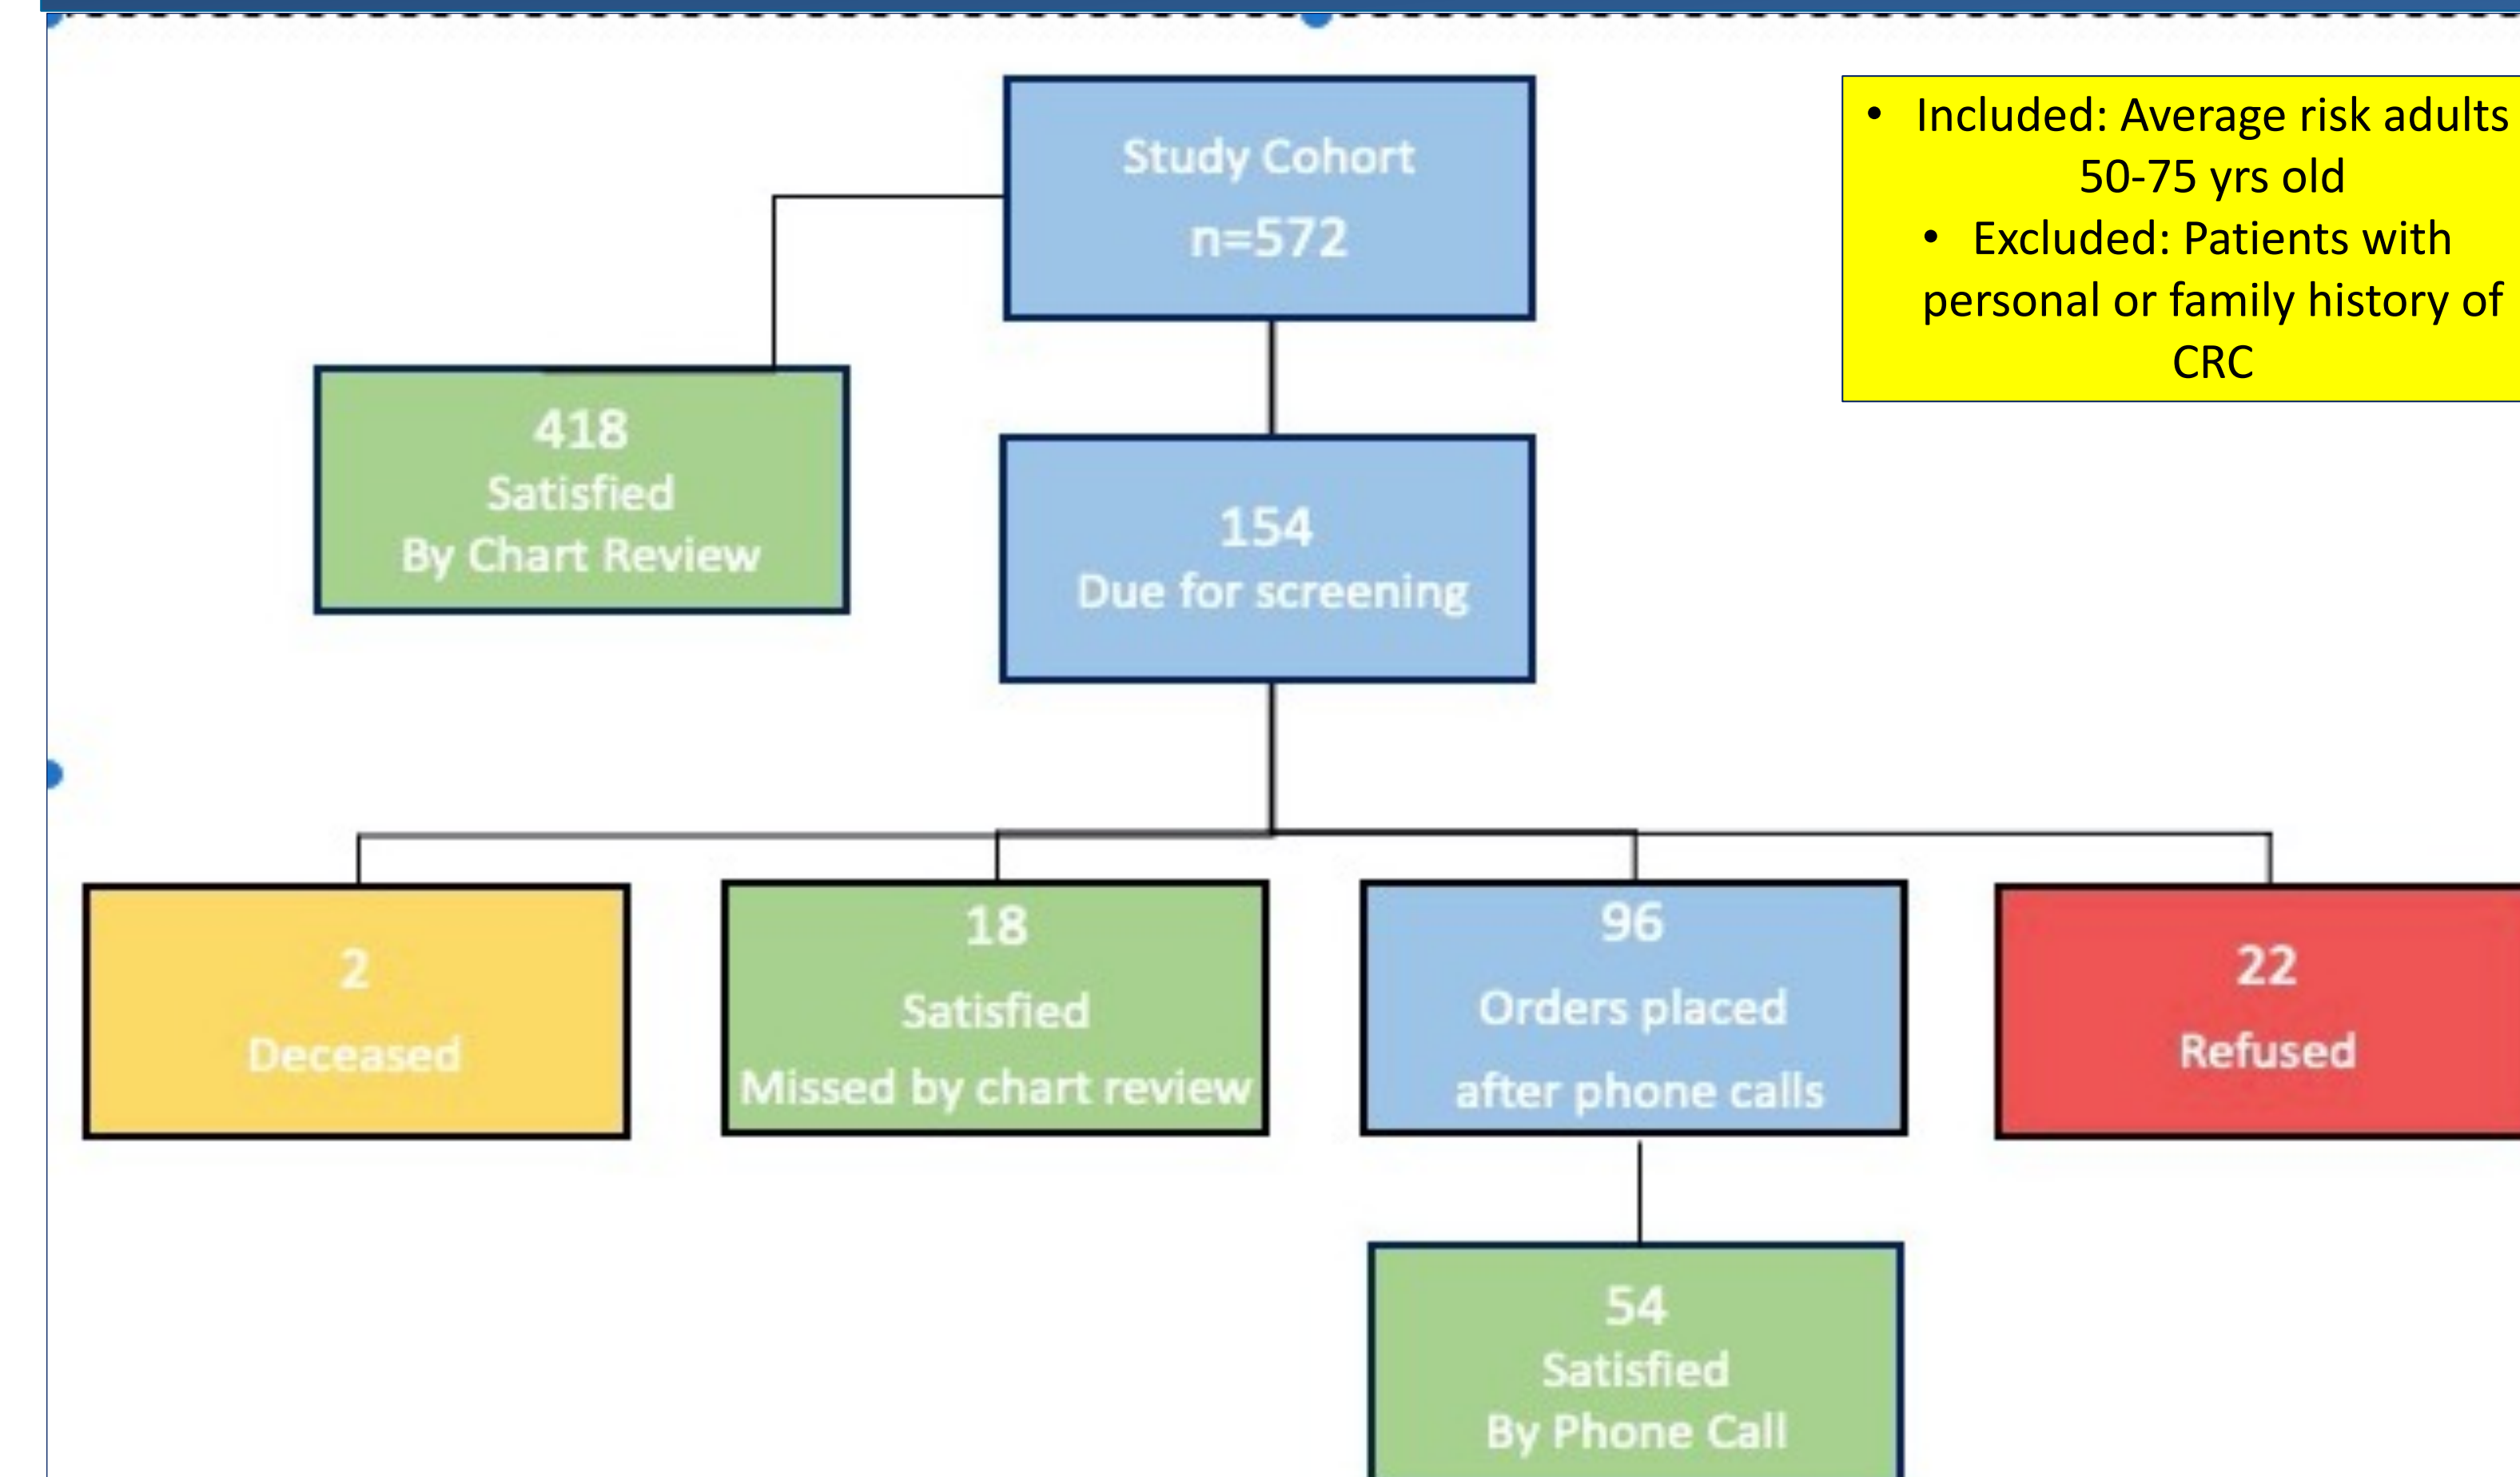 Study Cohort
n=572
• Included: Average risk adults
50-75 yrs old
• Excluded: Patients with
personal or family history of
CRC
418
Satisfied
By Chart Review
154
Due for screening
2
Deceased
18
Satisfied
Missed by chart review
96
Orders placed
after phone calls
22
Refused
54
Satisfied
By Phone Call